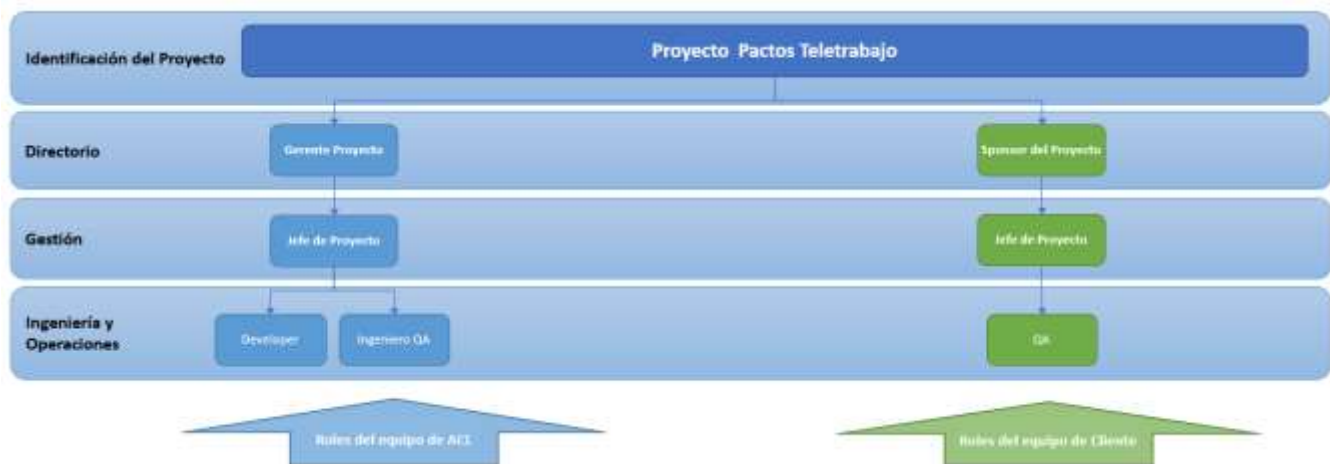 Identificación del Proyecto
Proyecto Pactos Teletrabajo
Directorio
Gerente Proyecto
Sponsor del Proyecto
Gestión
Jefe de Proyecto
Jefe de Proyecto
Ingeniería y
Operaciones
Developer
Ingeniero QA
QA
Roles del equipo de
Roles del equipo de Cliente